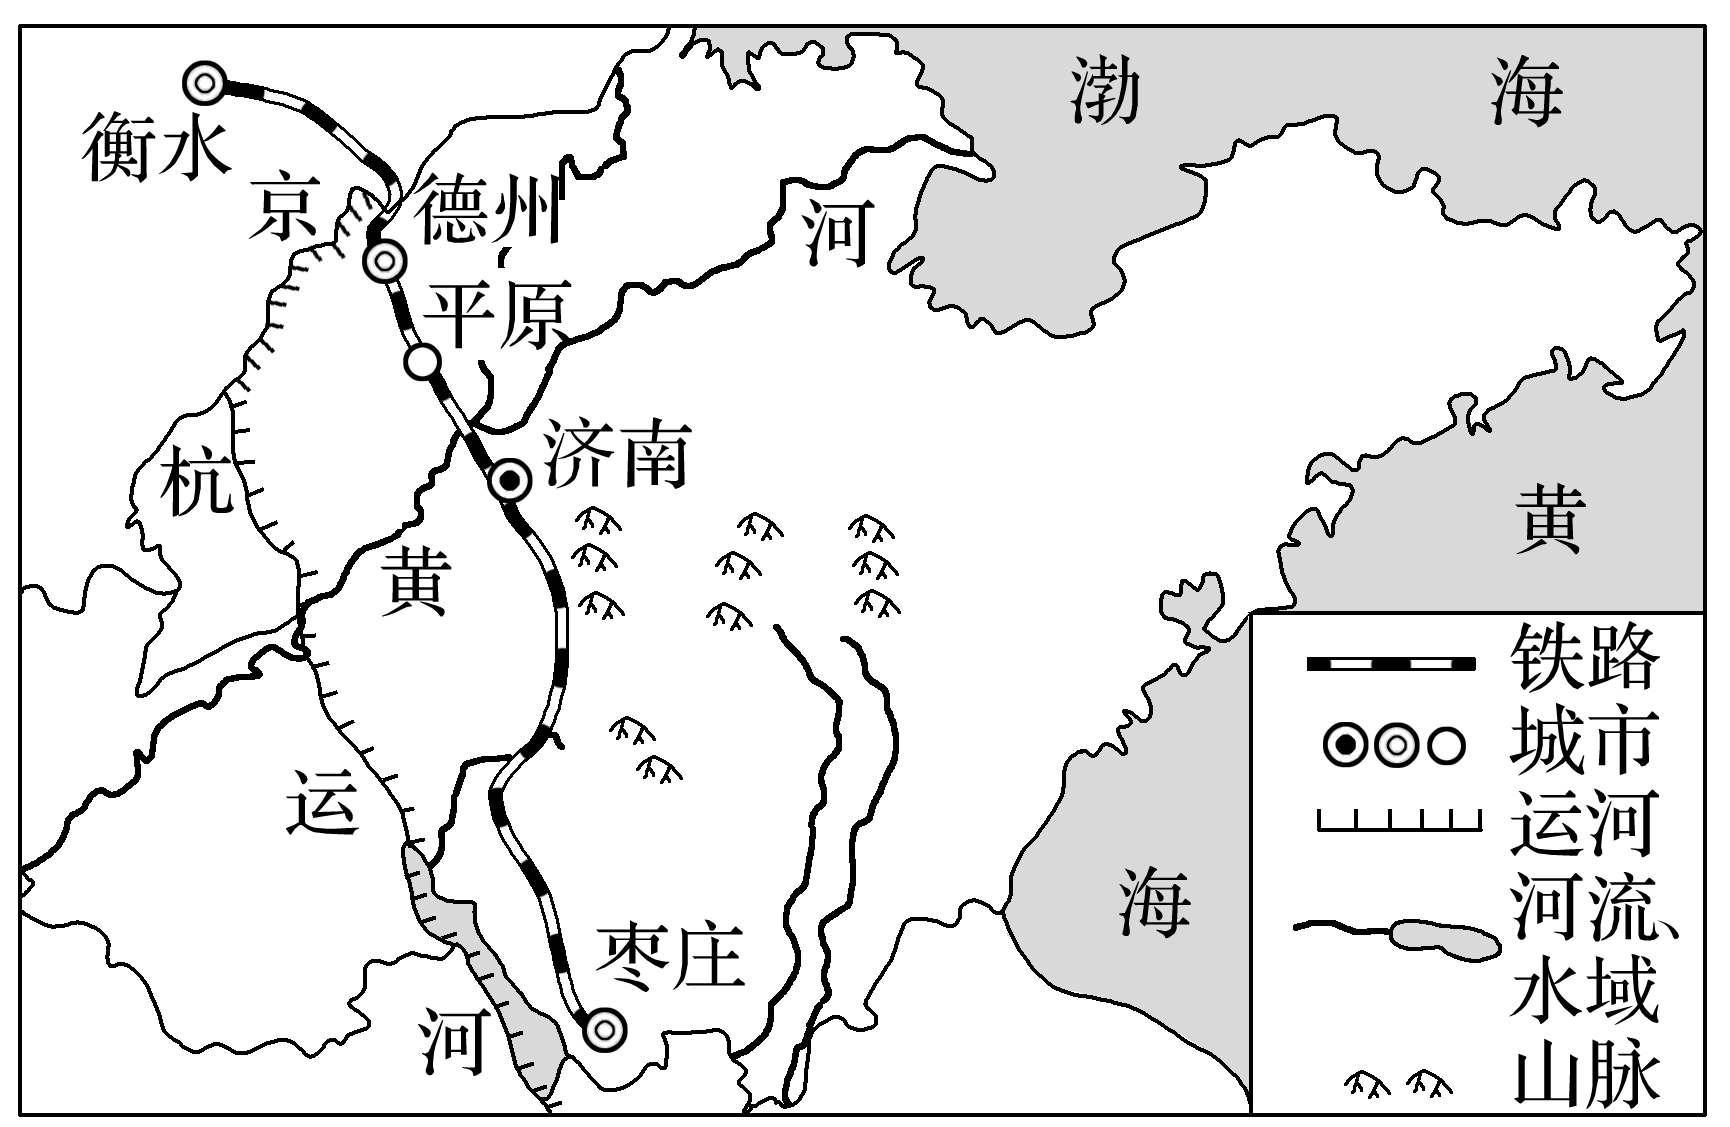 渤海
衡水
京
德州
河
平原
济南
杭
黄
黄
运
海
枣庄
河
铁路
城市
运河
河流、
水域
山脉